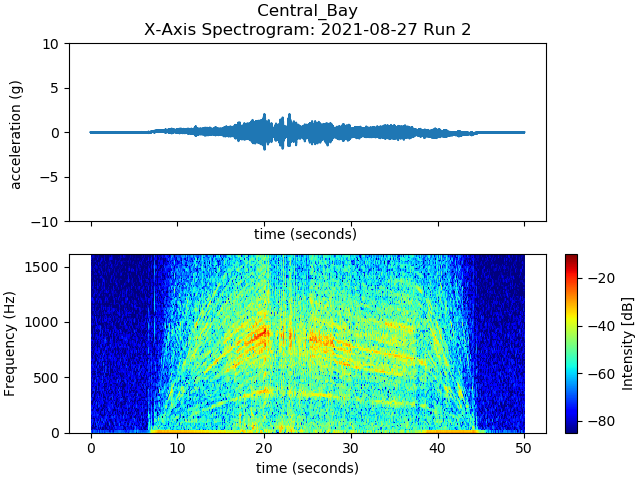 Central_Bay
X-Axis Spectrogram: 2021-08-27 Run 2
10
5
0
−5
−10
acceleration (g)
time (seconds)
1500
1000
500
0
Frequency (Hz)
0 10 20 30 40 50
time (seconds)
−20
−40
−60
−80
Intensity [dB]